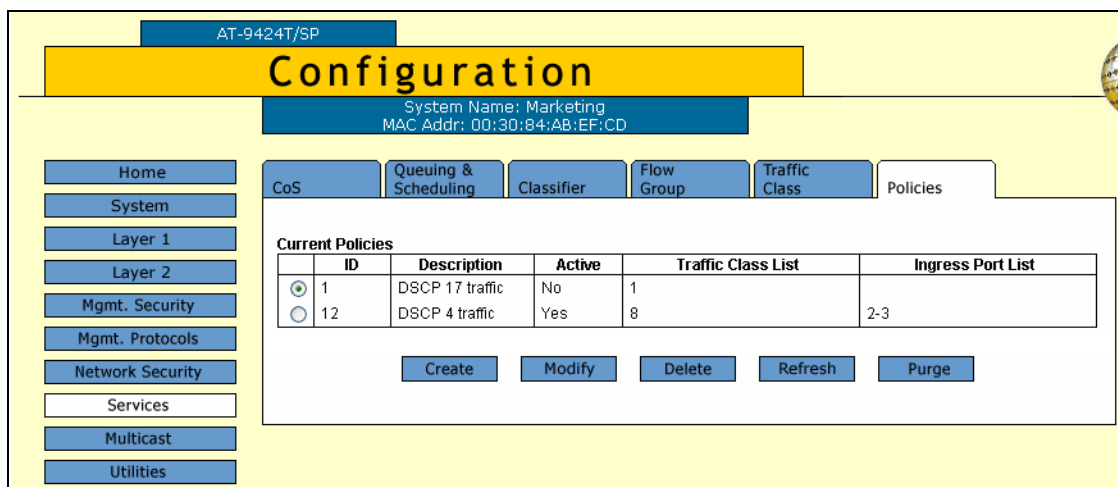 AT-9424T/SP
Configuration
System Name: Marketing
MAC Addr: 00:30:84:AB:EF:CD
Home
System
Layer 1
Layer 2
Mgmt. Security
Mgmt. Protocols
Network Security
Services
Multicast
Utilities
CoS
Queuing &
Scheduling
Classifier
Flow
Group
Traffic
Class
Policies
Current Policies
ID Description Active Traffic Class List Ingress Port List
1 DSCP 17 traffic No 1
12 DSCP 4 traffic Yes 8 2-3
Create Modify Delete Refresh Purge